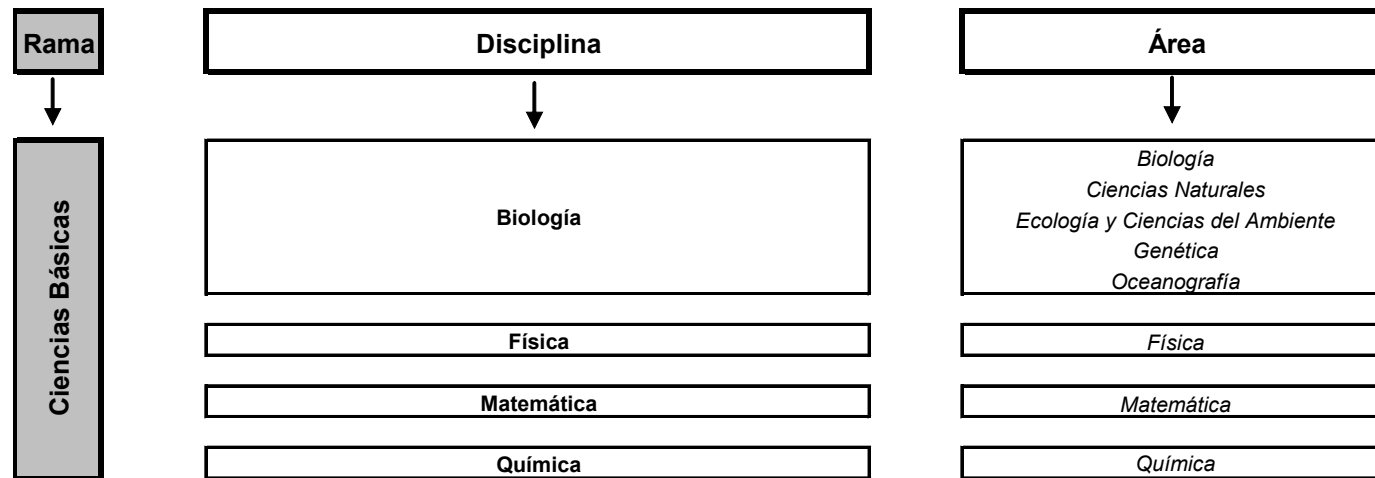 Rama
Disciplina
Área
Ciencias Básicas
Biología
Biología
Ciencias Naturales
Ecología y Ciencias del Ambiente
Genética
Oceanografía
Física
Física
Matemática
Matemática
Química
Química